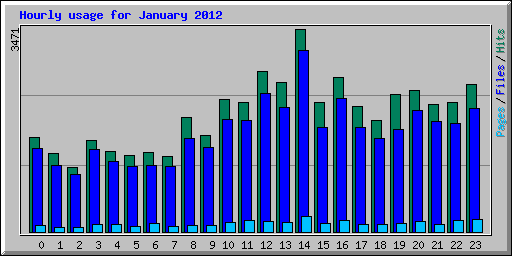 Hourly usage for January 2012
3471
Pages / Files / Hits
0 1 2 3 4 5 6 7 8 9 10 11 12 13 14 15 16 17 18 19 20 21 22 23